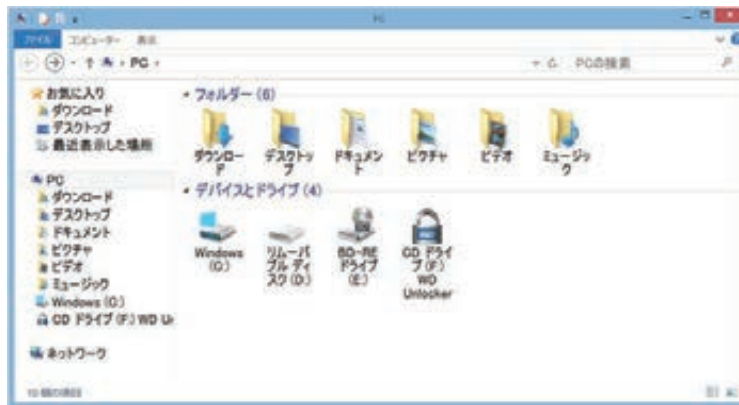 PC
ファイル コンピューター 表示
PC
PCの検索
お気に入り
ダウンロード
デスクトップ
最近表示した場所
PC
ダウンロード
デスクトップ
ドキュメント
ピクチャ
ビデオ
ミュージック
Windows (C:)
CD ドライブ (F:) WD Un
ネットワーク
フォルダー (6)
ダウンロー
ド
デスクトッ
プ
ドキュメン
ト
ピクチャ
ビデオ
ミュージッ
ク
デバイスとドライブ (4)
Windows
(C:)
リムーバ
ブル ディ
スク (D:)
BD-RE
ドライブ
(E:)
CD ドライ
ブ (F:)
WD
Unlocker
10 個の項目